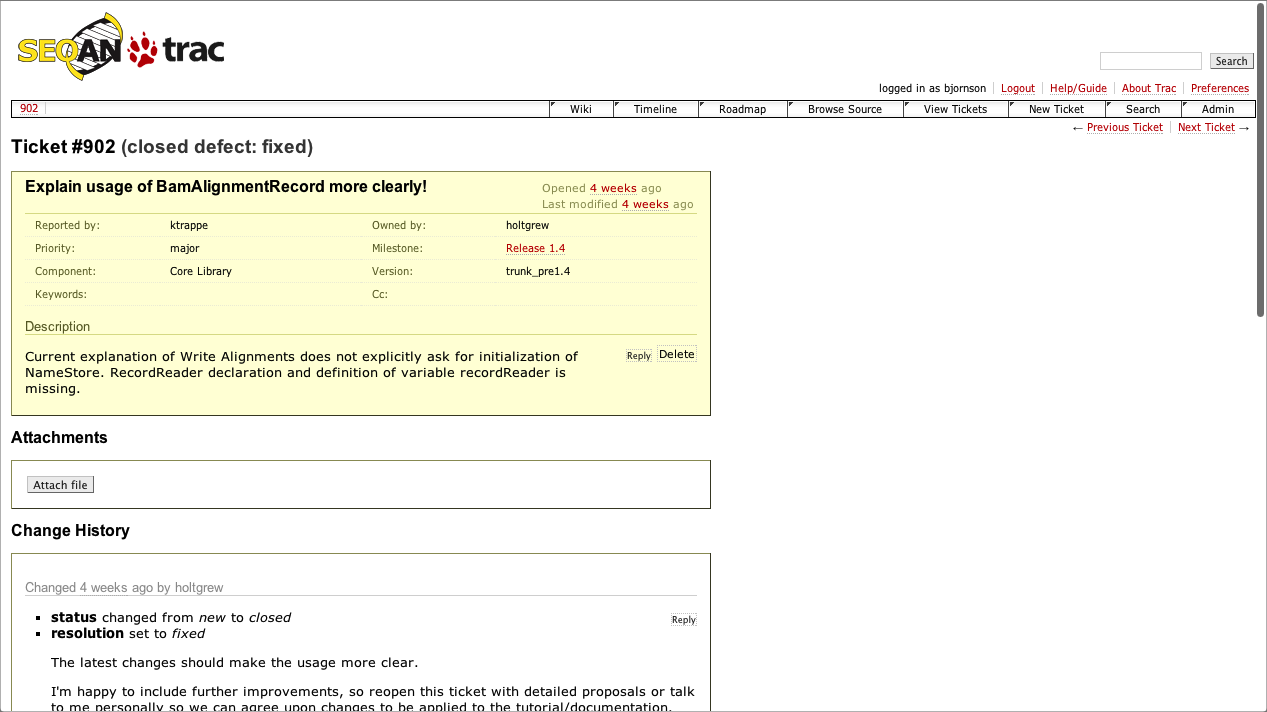 SEQAN trac
Search
logged in as bjornson Logout Help/Guide About Trac Preferences
902 Wiki Timeline Roadmap Browse Source View Tickets New Ticket Search Admin
← Previous Ticket Next Ticket →
Ticket #902 (closed defect: fixed)
Explain usage of BamAlignmentRecord more clearly!
Opened 4 weeks ago
Last modified 4 weeks ago
Reported by: ktrappe Owned by: holtgrew
Priority: major Milestone: Release 1.4
Component: Core Library Version: trunk_pre1.4
Keywords: Cc:
Description
Current explanation of Write Alignments does not explicitly ask for initialization of
NameStore. RecordReader declaration and definition of variable recordReader is
missing.
Reply Delete
Attachments
Attach file
Change History
Changed 4 weeks ago by holtgrew
▪ status changed from new to closed
▪ resolution set to fixed
Reply
The latest changes should make the usage more clear.
I'm happy to include further improvements, so reopen this ticket with detailed proposals or talk
to me personally so we can agree upon changes to be applied to the tutorial/documentation.